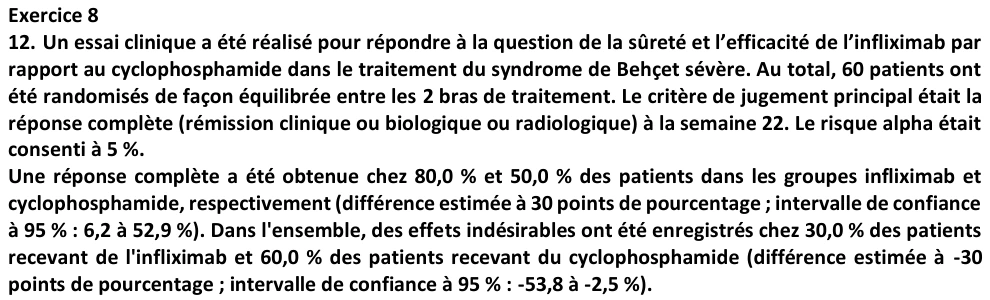 Exercice 8
12. Un essai clinique a été réalisé pour répondre à la question de la sûreté et l’efficacité de l’infliximab par
rapport au cyclophosphamide dans le traitement du syndrome de Behçet sévère. Au total, 60 patients ont
été randomisés de façon équilibrée entre les 2 bras de traitement. Le critère de jugement principal était la
réponse complète (rémission clinique ou biologique ou radiologique) à la semaine 22. Le risque alpha était
consenti à 5 %.
Une réponse complète a été obtenue chez 80,0 % et 50,0 % des patients dans les groupes infliximab et
cyclophosphamide, respectivement (différence estimée à 30 points de pourcentage ; intervalle de confiance
à 95 % : 6,2 à 52,9 %). Dans l'ensemble, des effets indésirables ont été enregistrés chez 30,0 % des patients
recevant de l'infliximab et 60,0 % des patients recevant du cyclophosphamide (différence estimée à -30
points de pourcentage ; intervalle de confiance à 95 % : -53,8 à -2,5 %).